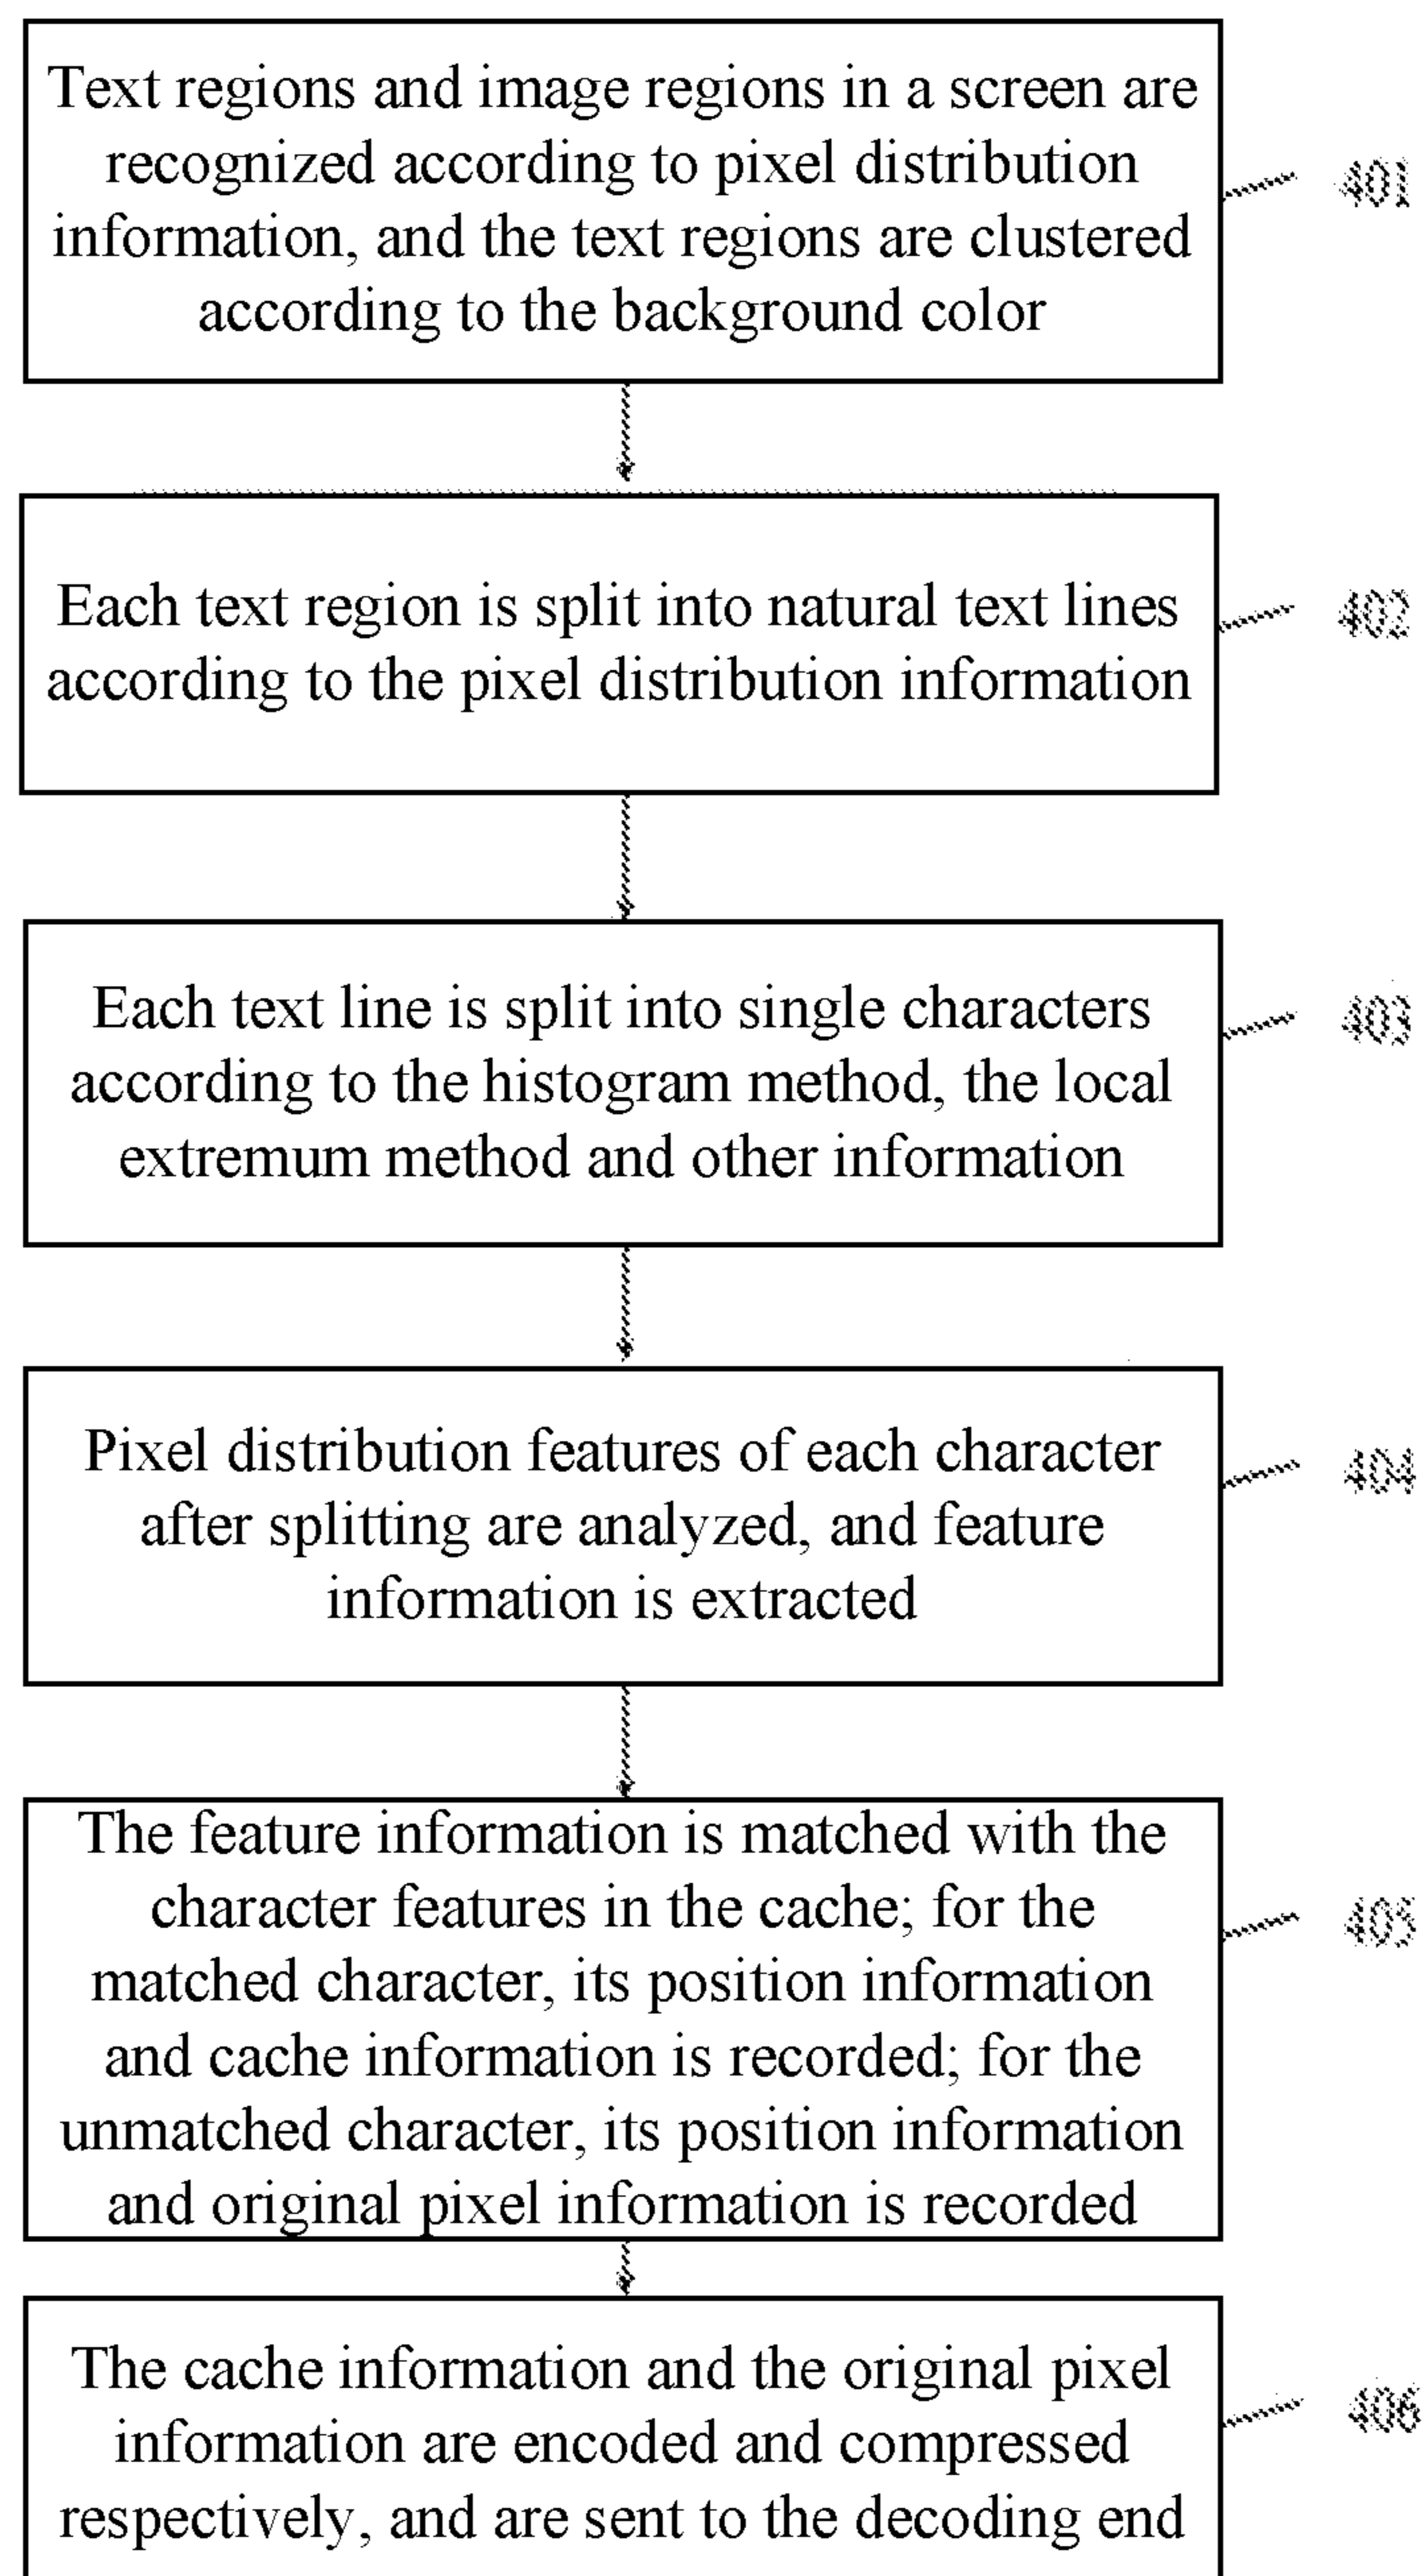 Text regions and image regions in a screen are
recognized according to pixel distribution
information, and the text regions are clustered
according to the background color
401
Each text region is split into natural text lines
according to the pixel distribution information
402
Each text line is split into single characters
according to the histogram method, the local
extremum method and other information
403
Pixel distribution features of each character
after splitting are analyzed, and feature
information is extracted
404
The feature information is matched with the
character features in the cache; for the
matched character, its position information
and cache information is recorded; for the
unmatched character, its position information
and original pixel information is recorded
405
The cache information and the original pixel
information are encoded and compressed
respectively, and are sent to the decoding end
406